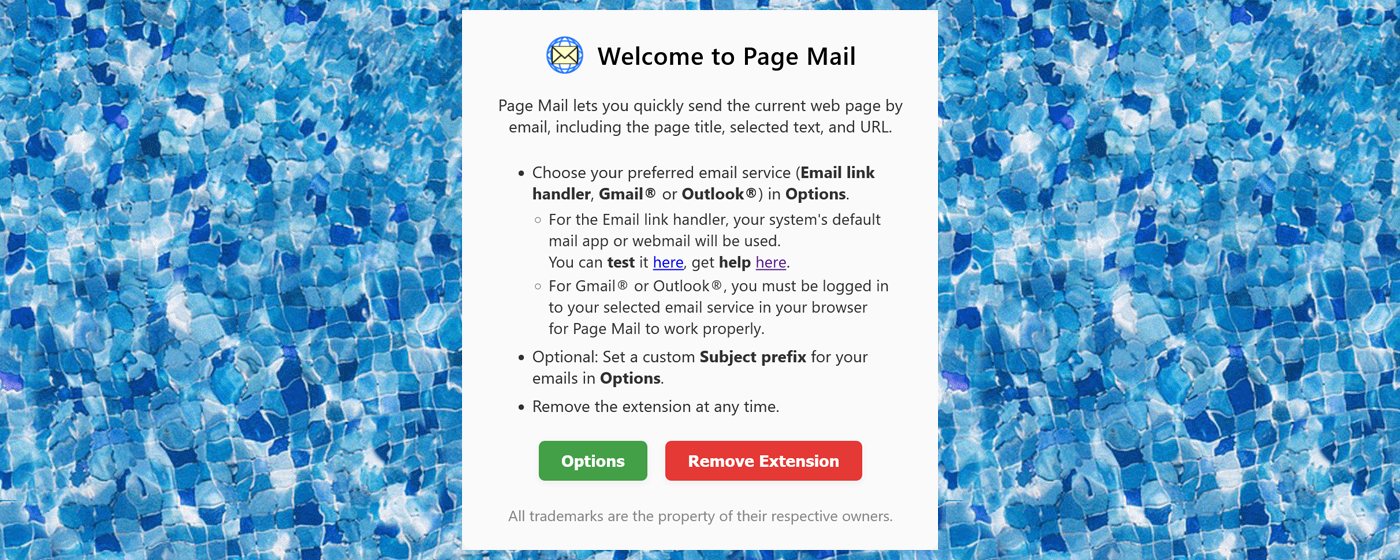 Welcome to Page Mail
Page Mail lets you quickly send the current web page by
email, including the page title, selected text, and URL.
• Choose your preferred email service (Email link
handler, Gmail® or Outlook®) in Options.
○ For the Email link handler, your system's default
mail app or webmail will be used.
You can test it here, get help here.
○ For Gmail® or Outlook®, you must be logged in
to your selected email service in your browser
for Page Mail to work properly.
• Optional: Set a custom Subject prefix for your
emails in Options.
• Remove the extension at any time.
Options Remove Extension
All trademarks are the property of their respective owners.